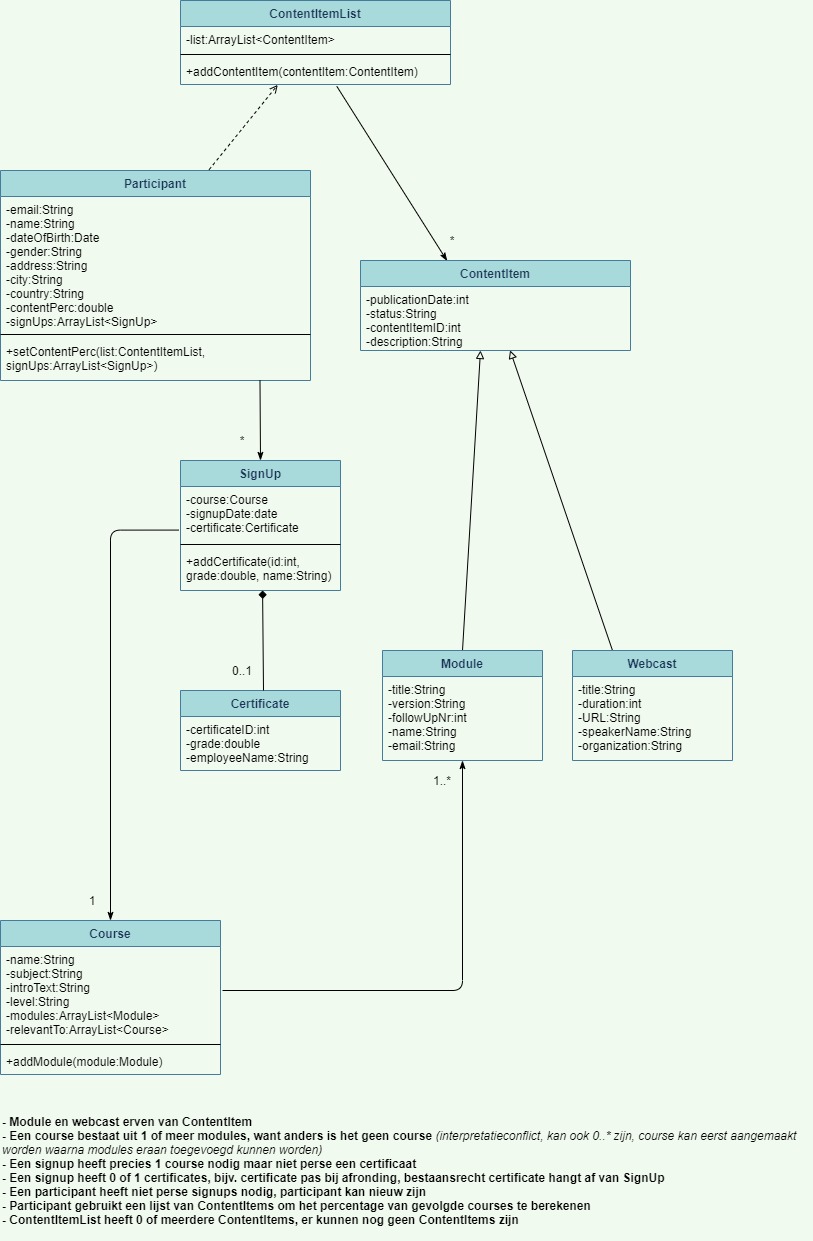 ContentItemList
-list:ArrayList<ContentItem>
+addContentItem(contentItem:ContentItem)
Participant
-email:String
-name:String
-dateOfBirth:Date
-gender:String
-address:String
-city:String
-country:String
-contentPerc:double
-signUps:ArrayList<SignUp>
+setContentPerc(list:ContentItemList,
signUps:ArrayList<SignUp>)
*
ContentItem
-publicationDate:int
-status:String
-contentItemID:int
-description:String
*
SignUp
-course:Course
-signupDate:date
-certificate:Certificate
+addCertificate(id:int,
grade:double, name:String)
0..1
Certificate
-certificateID:int
-grade:double
-employeeName:String
Module
-title:String
-version:String
-followUpNr:int
-name:String
-email:String
Webcast
-title:String
-duration:int
-URL:String
-speakerName:String
-organization:String
1..*
1
Course
-name:String
-subject:String
-introText:String
-level:String
-modules:ArrayList<Module>
-relevantTo:ArrayList<Course>
+addModule(module:Module)
- Module en webcast erven van ContentItem
- Een course bestaat uit 1 of meer modules, want anders is het geen course (interpretatieconflict, kan ook 0..* zijn, course kan eerst aangemaakt
worden waarna modules eraan toegevoegd kunnen worden)
- Een signup heeft precies 1 course nodig maar niet perse een certificaat
- Een signup heeft 0 of 1 certificates, bijv. certificate pas bij afronding, bestaansrecht certificate hangt af van SignUp
- Een participant heeft niet perse signups nodig, participant kan nieuw zijn
- Participant gebruikt een lijst van ContentItems om het percentage van gevolgde courses te berekenen
- ContentItemList heeft 0 of meerdere ContentItems, er kunnen nog geen ContentItems zijn